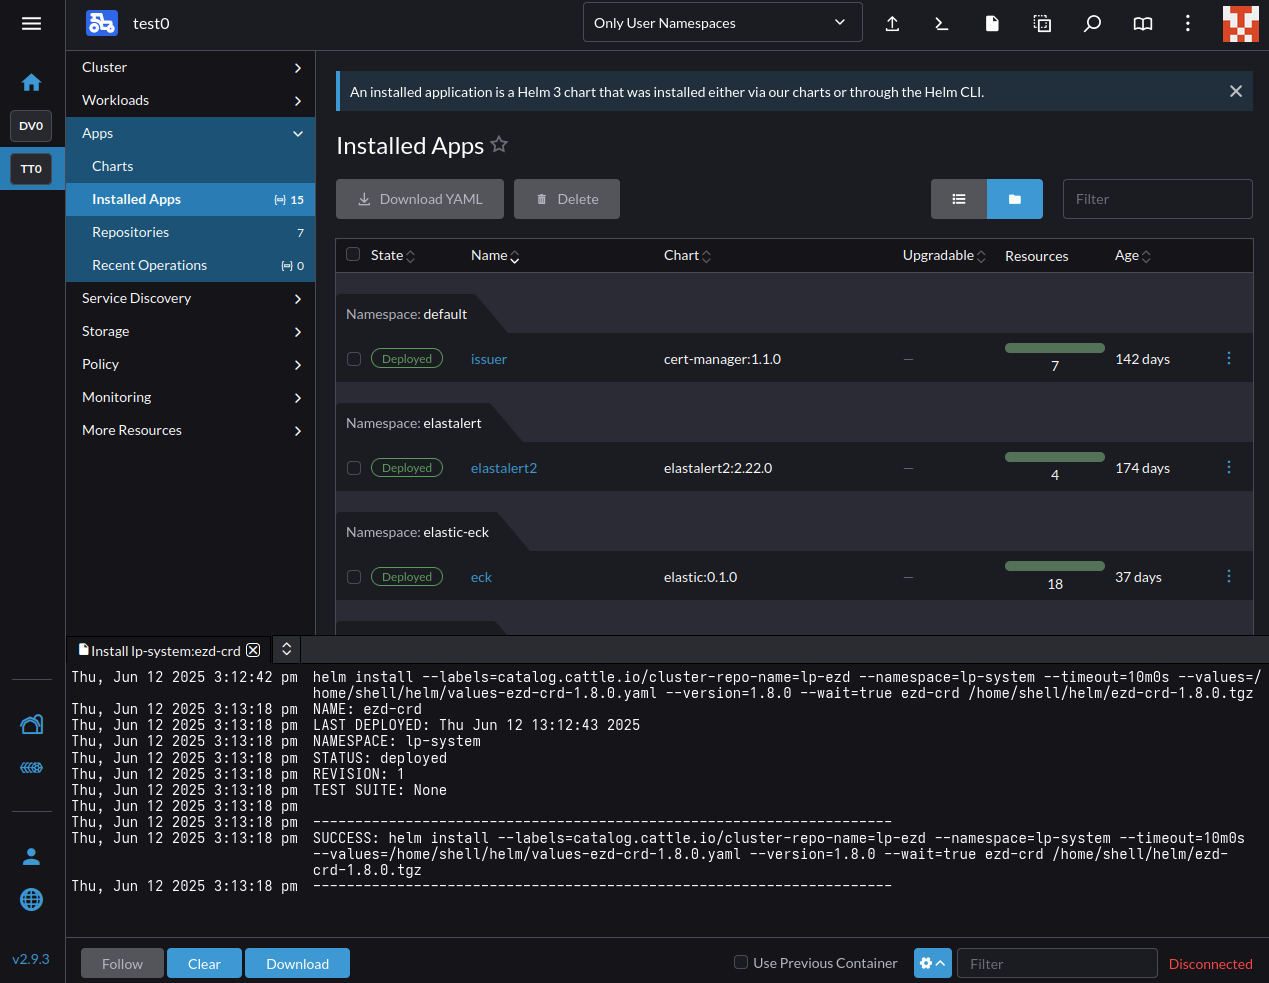 test0
Only User Namespaces
DV0
TT0
Cluster
Workloads
Apps
Charts
Installed Apps 15
Repositories 7
Recent Operations 0
Service Discovery
Storage
Policy
Monitoring
More Resources
v2.9.3
An installed application is a Helm 3 chart that was installed either via our charts or through the Helm CLI.
Installed Apps
Download YAML Delete Filter
State Name Chart Upgradable Resources Age
Namespace: default
Deployed issuer cert-manager:1.1.0 — 7 142 days
Namespace: elastalert
Deployed elastalert2 elastalert2:2.22.0 — 4 174 days
Namespace: elastic-eck
Deployed eck elastic:0.1.0 — 18 37 days
Install lp-system:ezd-crd
Thu, Jun 12 2025 3:12:42 pm helm install --labels=catalog.cattle.io/cluster-repo-name=lp-ezd --namespace=lp-system --timeout=10m0s --values=/
home/shell/helm/values-ezd-crd-1.8.0.yaml --version=1.8.0 --wait=true ezd-crd /home/shell/helm/ezd-crd-1.8.0.tgz
Thu, Jun 12 2025 3:13:18 pm NAME: ezd-crd
Thu, Jun 12 2025 3:13:18 pm LAST DEPLOYED: Thu Jun 12 13:12:43 2025
Thu, Jun 12 2025 3:13:18 pm NAMESPACE: lp-system
Thu, Jun 12 2025 3:13:18 pm STATUS: deployed
Thu, Jun 12 2025 3:13:18 pm REVISION: 1
Thu, Jun 12 2025 3:13:18 pm TEST SUITE: None
Thu, Jun 12 2025 3:13:18 pm
Thu, Jun 12 2025 3:13:18 pm ---------------------------------------------------------------------
Thu, Jun 12 2025 3:13:18 pm SUCCESS: helm install --labels=catalog.cattle.io/cluster-repo-name=lp-ezd --namespace=lp-system --timeout=10m0s
--values=/home/shell/helm/values-ezd-crd-1.8.0.yaml --version=1.8.0 --wait=true ezd-crd /home/shell/helm/ezd-
crd-1.8.0.tgz
Thu, Jun 12 2025 3:13:18 pm ---------------------------------------------------------------------
Follow Clear Download Use Previous Container Filter Disconnected